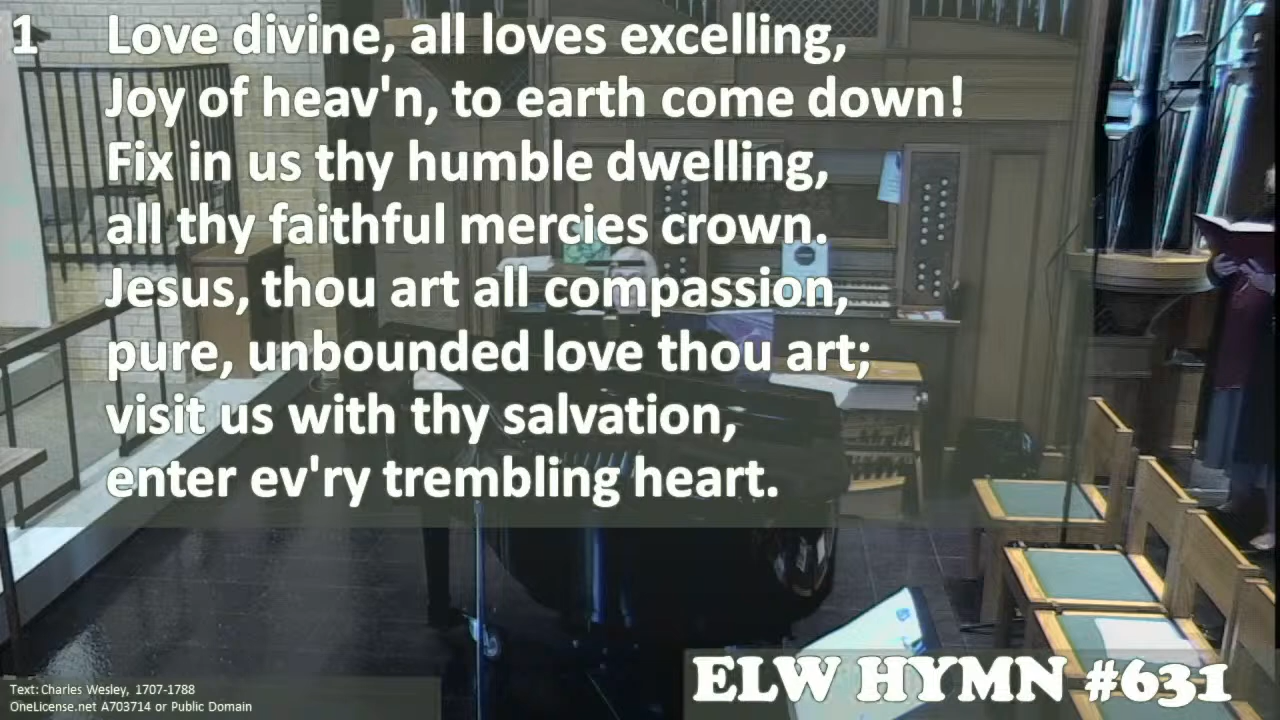 1 Love divine, all loves excelling,
Joy of heav'n, to earth come down!
Fix in us thy humble dwelling,
all thy faithful mercies crown.
Jesus, thou art all compassion,
pure, unbounded love thou art;
visit us with thy salvation,
enter ev'ry trembling heart.
ELW HYMN #631
Text: Charles Wesley, 1707-1788
OneLicense.net A703714 or Public Domain